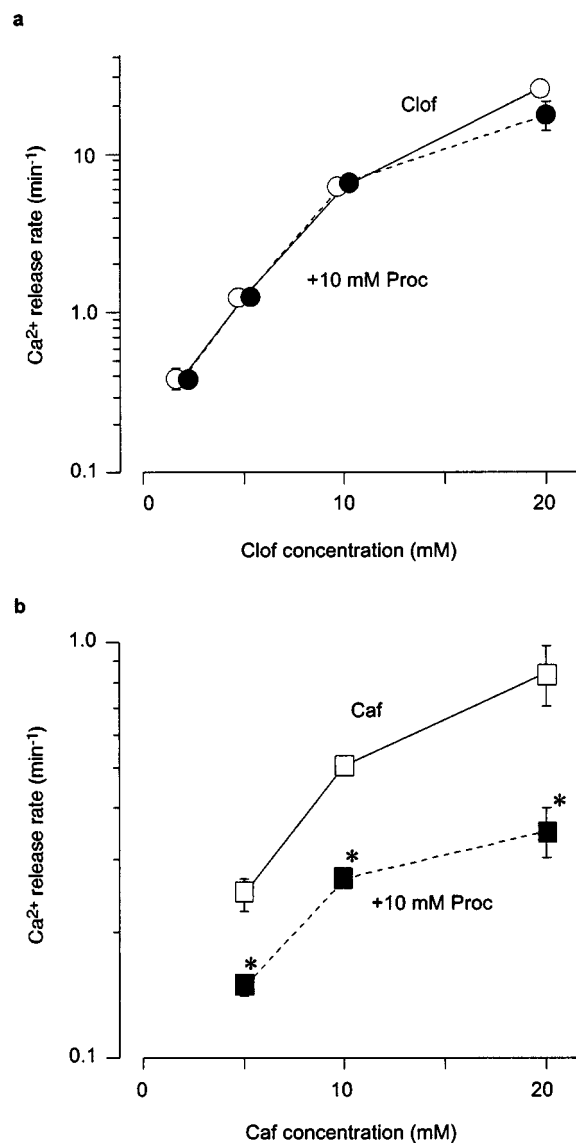 a
Ca²⁺ release rate (min⁻¹)
10
1.0
0.1
Clof
+10 mM Proc
0 10 20
Clof concentration (mM)
b
Ca²⁺ release rate (min⁻¹)
1.0
0.1
Caf
*
*
*
+10 mM Proc
0 10 20
Caf concentration (mM)